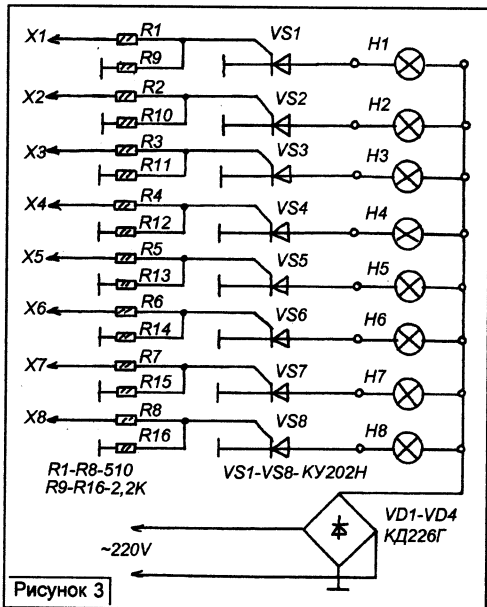 X1 R1 VS1 H1
R9
X2 R2 VS2 H2
R10
X3 R3 VS3 H3
R11
X4 R4 VS4 H4
R12
X5 R5 VS5 H5
R13
X6 R6 VS6 H6
R14
X7 R7 VS7 H7
R15
X8 R8 VS8 H8
R16
R1-R8-510 VS1-VS8-КУ202Н
R9-R16-2,2К
VD1-VD4
КД226Г
~220V
Рисунок 3